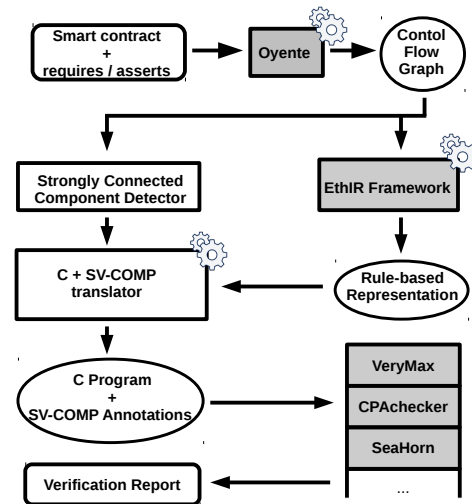 Smart contract
+
requires / asserts
Oyente
Contol
Flow
Graph
Strongly Connected
Component Detector
EthIR Framework
C + SV-COMP
translator
Rule-based
Representation
C Program
+
SV-COMP Annotations
VeryMax
CPAchecker
SeaHorn
...
Verification Report